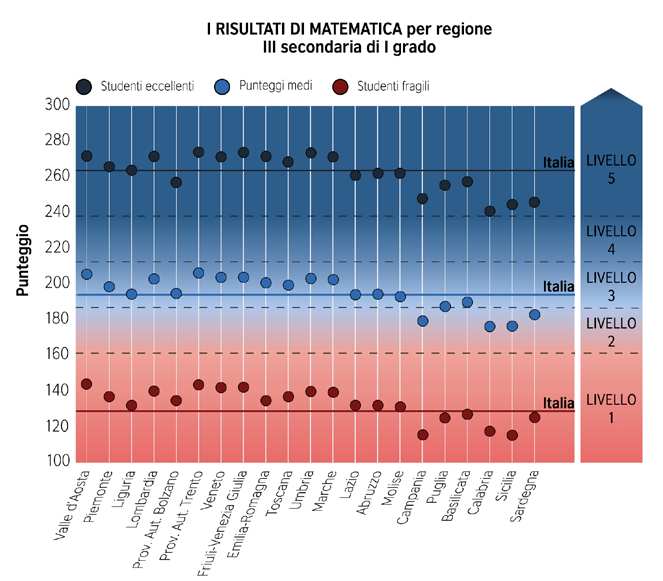 I RISULTATI DI MATEMATICA per regione
III secondaria di I grado
Studenti eccellenti
Punteggi medi
Studenti fragili
Punteggio
300
280
260
240
220
200
180
160
140
120
100
Italia
Italia
Italia
LIVELLO
5
LIVELLO
4
LIVELLO
3
LIVELLO
2
LIVELLO
1
Valle d'Aosta
Piemonte
Liguria
Lombardia
Prov. Aut. Bolzano
Prov. Aut. Trento
Veneto
Friuli-Venezia Giulia
Emilia-Romagna
Toscana
Umbria
Marche
Lazio
Abruzzo
Molise
Campania
Puglia
Basilicata
Calabria
Sicilia
Sardegna